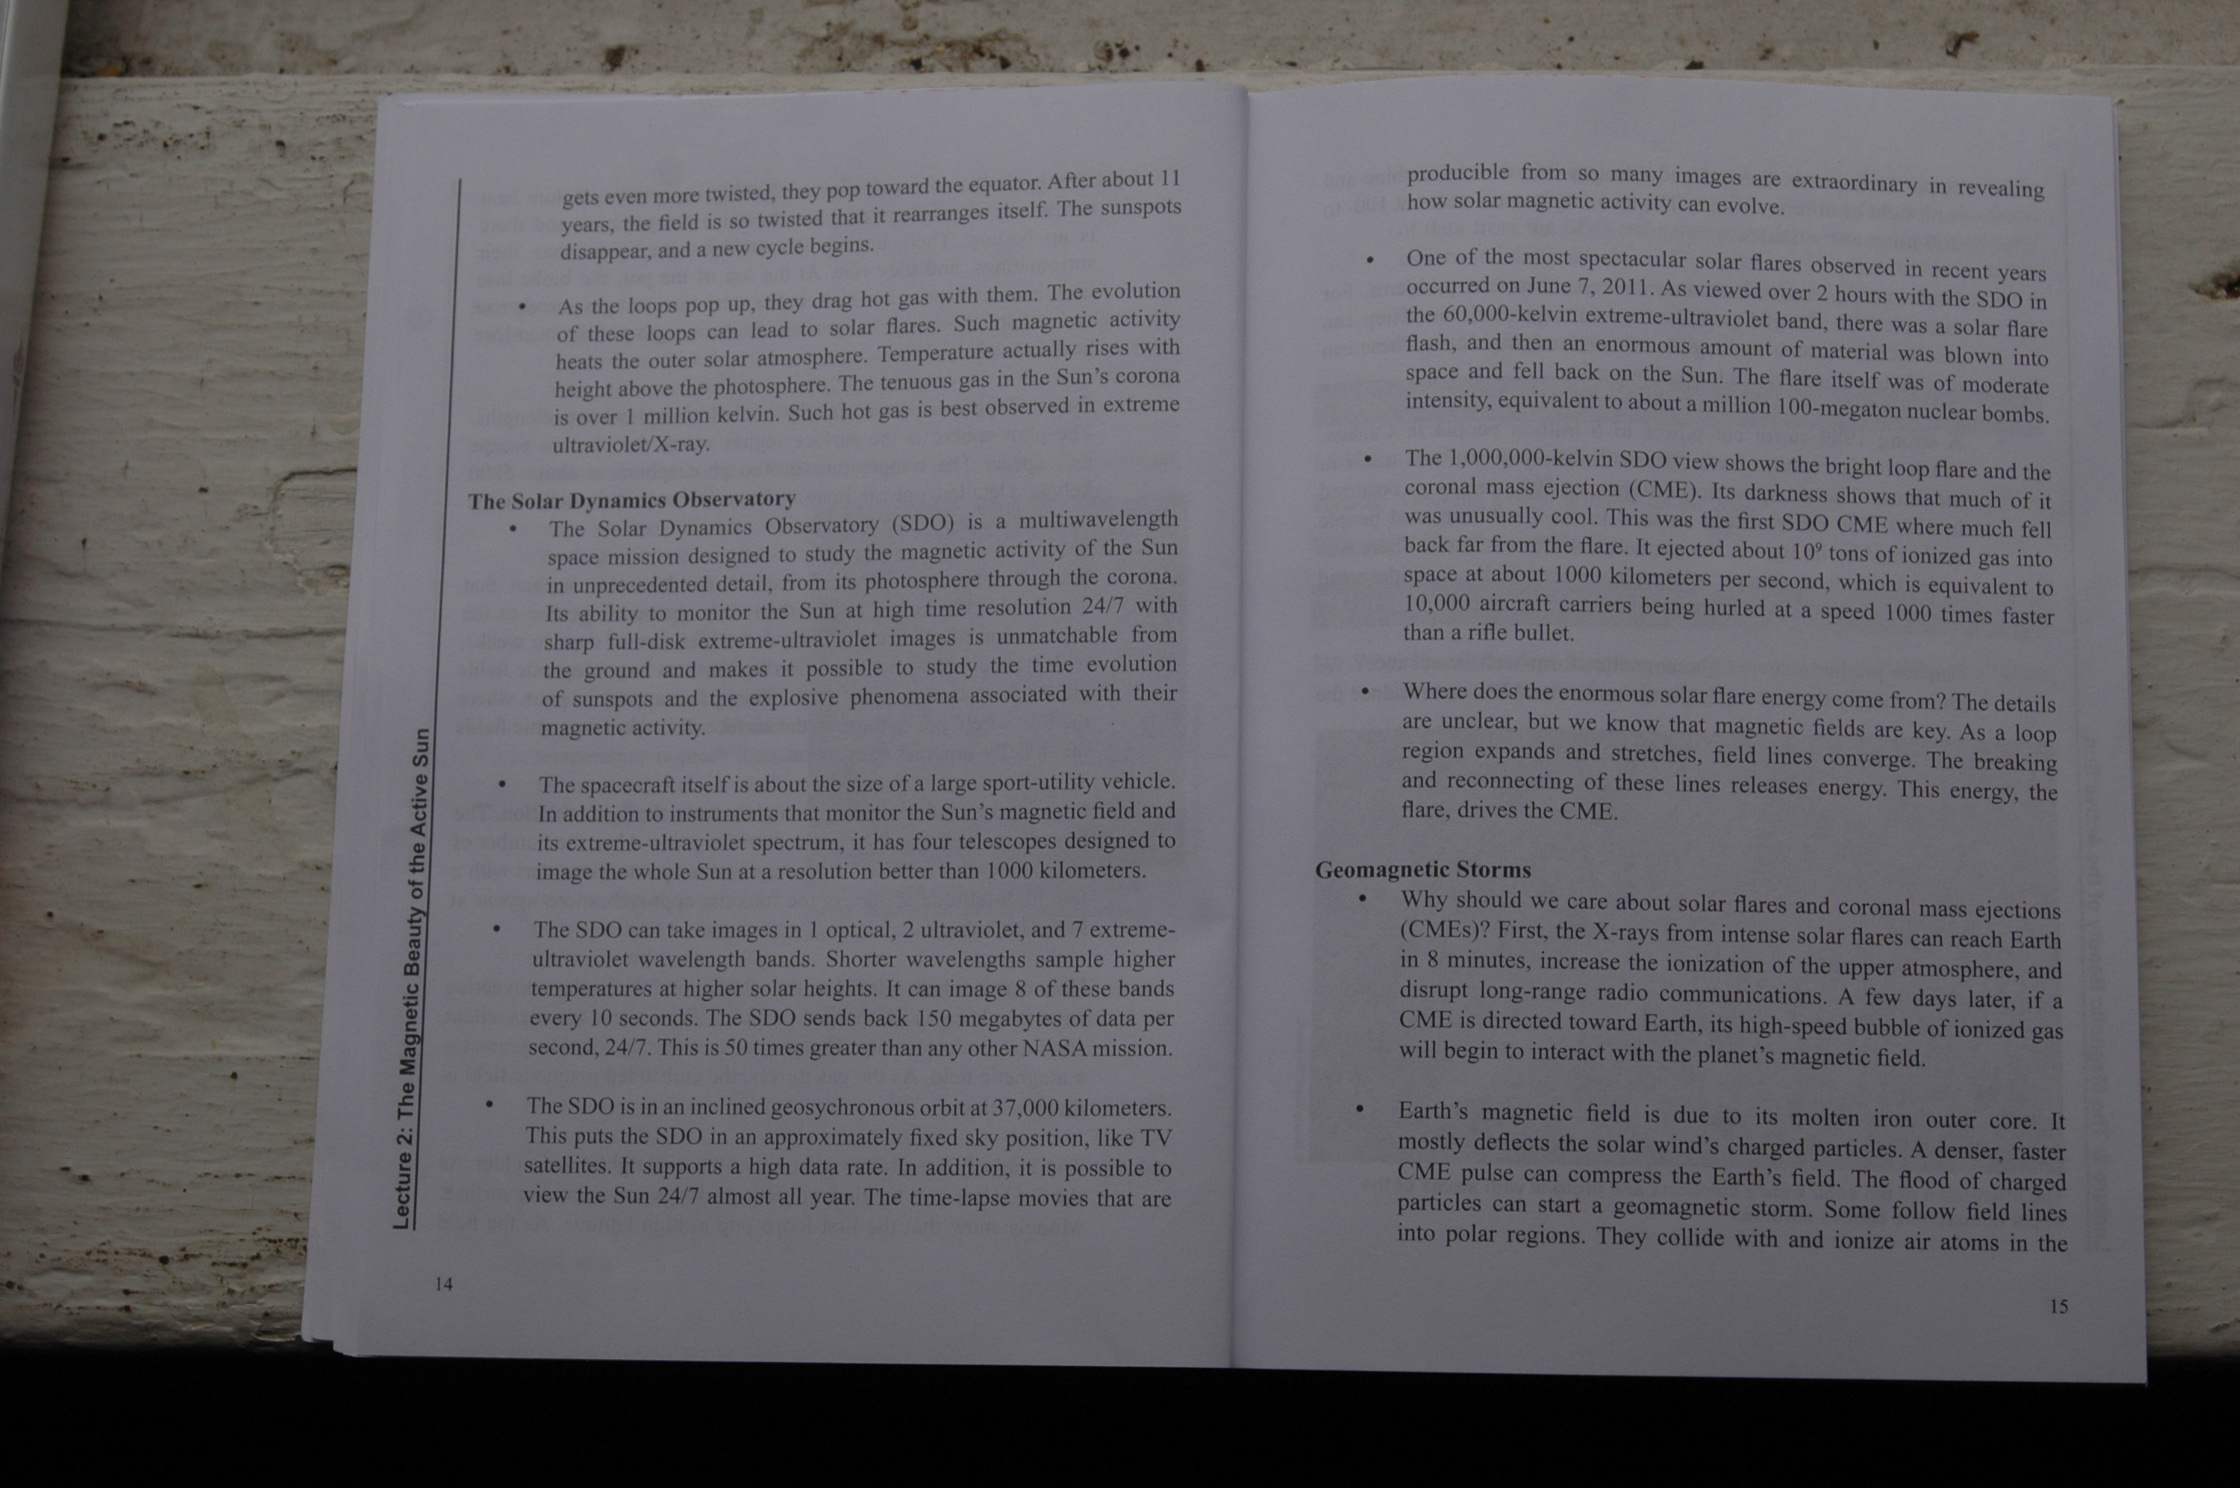 gets even more twisted, they pop toward the equator. After about 11
years, the field is so twisted that it rearranges itself. The sunspots
disappear, and a new cycle begins.
• As the loops pop up, they drag hot gas with them. The evolution
of these loops can lead to solar flares. Such magnetic activity
heats the outer solar atmosphere. Temperature actually rises with
height above the photosphere. The tenuous gas in the Sun's corona
is over 1 million kelvin. Such hot gas is best observed in extreme
ultraviolet/X-ray.
The Solar Dynamics Observatory
• The Solar Dynamics Observatory (SDO) is a multiwavelength
space mission designed to study the magnetic activity of the Sun
in unprecedented detail, from its photosphere through the corona.
Its ability to monitor the Sun at high time resolution 24/7 with
sharp full-disk extreme-ultraviolet images is unmatchable from
the ground and makes it possible to study the time evolution
of sunspots and the explosive phenomena associated with their
magnetic activity.
• The spacecraft itself is about the size of a large sport-utility vehicle.
In addition to instruments that monitor the Sun's magnetic field and
its extreme-ultraviolet spectrum, it has four telescopes designed to
image the whole Sun at a resolution better than 1000 kilometers.
• The SDO can take images in 1 optical, 2 ultraviolet, and 7 extreme-
ultraviolet wavelength bands. Shorter wavelengths sample higher
temperatures at higher solar heights. It can image 8 of these bands
every 10 seconds. The SDO sends back 150 megabytes of data per
second, 24/7. This is 50 times greater than any other NASA mission.
• The SDO is in an inclined geosychronous orbit at 37,000 kilometers.
This puts the SDO in an approximately fixed sky position, like TV
satellites. It supports a high data rate. In addition, it is possible to
view the Sun 24/7 almost all year. The time-lapse movies that are
Lecture 2: The Magnetic Beauty of the Active Sun
14
producible from so many images are extraordinary in revealing
how solar magnetic activity can evolve.
• One of the most spectacular solar flares observed in recent years
occurred on June 7, 2011. As viewed over 2 hours with the SDO in
the 60,000-kelvin extreme-ultraviolet band, there was a solar flare
flash, and then an enormous amount of material was blown into
space and fell back on the Sun. The flare itself was of moderate
intensity, equivalent to about a million 100-megaton nuclear bombs.
• The 1,000,000-kelvin SDO view shows the bright loop flare and the
coronal mass ejection (CME). Its darkness shows that much of it
was unusually cool. This was the first SDO CME where much fell
back far from the flare. It ejected about 10⁹ tons of ionized gas into
space at about 1000 kilometers per second, which is equivalent to
10,000 aircraft carriers being hurled at a speed 1000 times faster
than a rifle bullet.
• Where does the enormous solar flare energy come from? The details
are unclear, but we know that magnetic fields are key. As a loop
region expands and stretches, field lines converge. The breaking
and reconnecting of these lines releases energy. This energy, the
flare, drives the CME.
Geomagnetic Storms
• Why should we care about solar flares and coronal mass ejections
(CMEs)? First, the X-rays from intense solar flares can reach Earth
in 8 minutes, increase the ionization of the upper atmosphere, and
disrupt long-range radio communications. A few days later, if a
CME is directed toward Earth, its high-speed bubble of ionized gas
will begin to interact with the planet's magnetic field.
• Earth's magnetic field is due to its molten iron outer core. It
mostly deflects the solar wind's charged particles. A denser, faster
CME pulse can compress the Earth's field. The flood of charged
particles can start a geomagnetic storm. Some follow field lines
into polar regions. They collide with and ionize air atoms in the
15